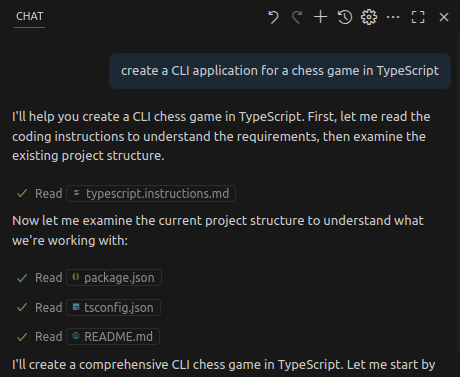 CHAT
create a CLI application for a chess game in TypeScript
I'll help you create a CLI chess game in TypeScript. First, let me read the
coding instructions to understand the requirements, then examine the
existing project structure.
Read typescript.instructions.md
Now let me examine the current project structure to understand what
we're working with:
Read package.json
Read tsconfig.json
Read README.md
I'll create a comprehensive CLI chess game in TypeScript. Let me start by